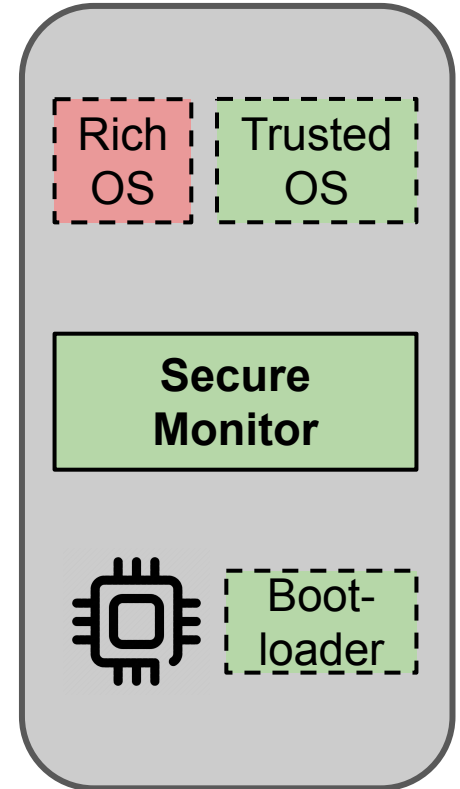 Rich
OS
Trusted
OS
Secure
Monitor
Boot-
loader